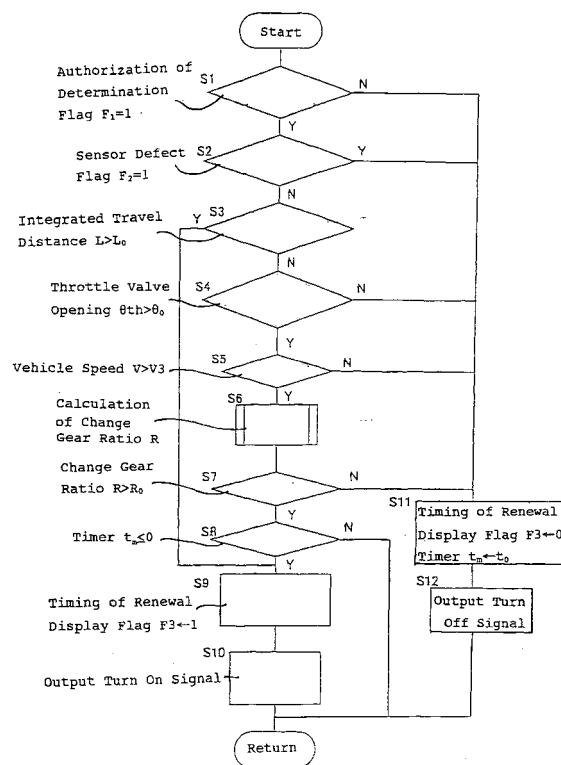 Start
Authorization of
Determination
Flag F₁=1
S1
N
Y
Sensor Defect
Flag F₂=1
S2
Y
N
Integrated Travel
Distance L>L₀
Y
S3
N
Throttle Valve
Opening θth>θ₀
S4
N
Y
Vehicle Speed V>V3
S5
N
Y
Calculation
of Change
Gear Ratio R
S6
Change Gear
Ratio R>R₀
S7
N
Y
Timer tₘ≤0
S8
N
Y
S9
Timing of Renewal
Display Flag F3←1
S10
Output Turn On Signal
S11
Timing of Renewal
Display Flag F3←0
Timer tₘ←t₀
S12
Output Turn
Off Signal
Return